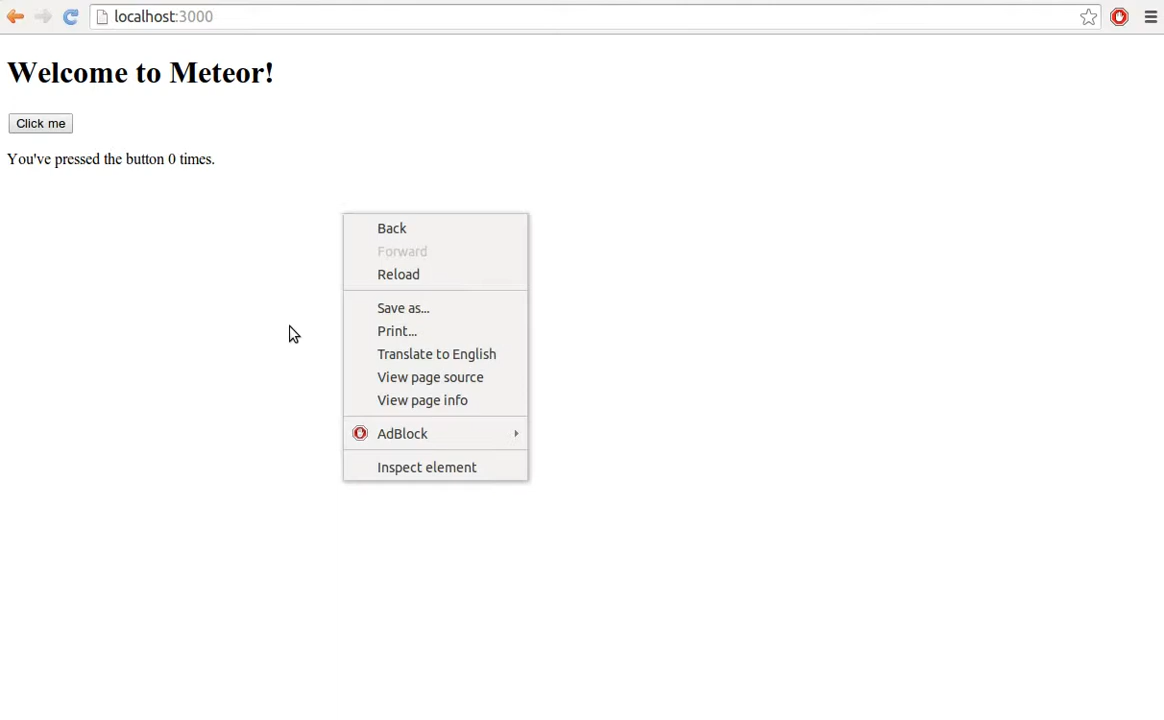 localhost:3000
Welcome to Meteor!
Click me
You've pressed the button 0 times.
Back
Forward
Reload
Save as...
Print...
Translate to English
View page source
View page info
AdBlock
Inspect element